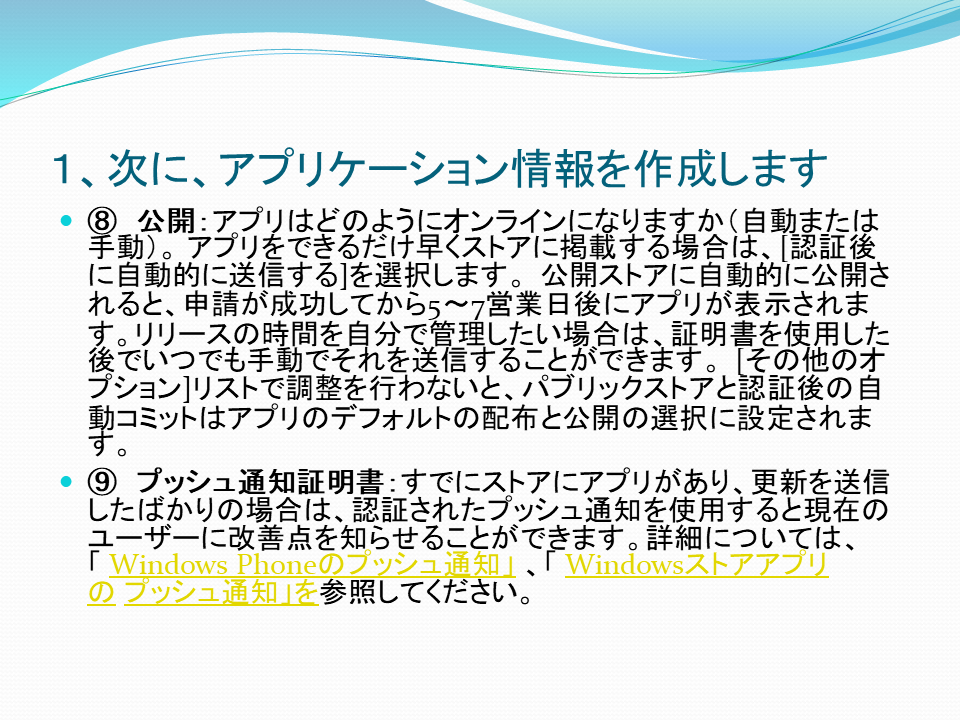 １、次に、アプリケーション情報を作成します
⑧　公開：アプリはどのようにオンラインになりますか（自動または
手動）。 アプリをできるだけ早くストアに掲載する場合は、[認証後
に自動的に送信する]を選択します。 公開ストアに自動的に公開さ
れると、申請が成功してから5〜7営業日後にアプリが表示されま
す。リリースの時間を自分で管理したい場合は、証明書を使用した
後でいつでも手動でそれを送信することができます。 [その他のオ
プション]リストで調整を行わないと、パブリックストアと認証後の自
動コミットはアプリのデフォルトの配布と公開の選択に設定されま
す。
⑨　プッシュ通知証明書：すでにストアにアプリがあり、更新を送信
したばかりの場合は、認証されたプッシュ通知を使用すると現在の
ユーザーに改善点を知らせることができます。詳細については、
「 Windows Phoneのプッシュ通知」 、「 Windowsストアアプリ
の プッシュ通知」を参照してください。